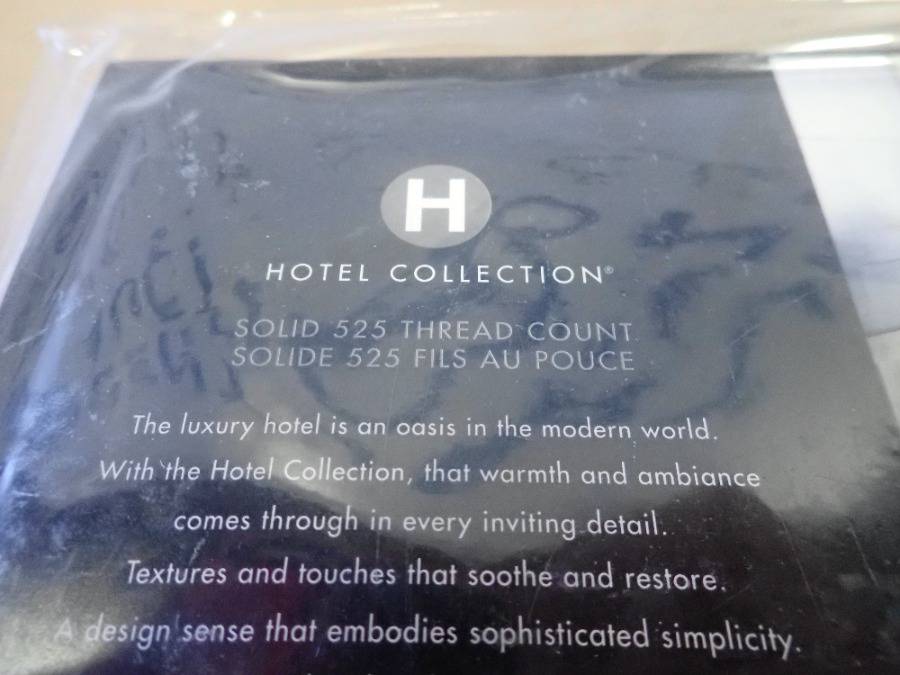 H
HOTEL COLLECTION®
SOLID 525 THREAD COUNT
SOLIDE 525 FILS AU POUCE
The luxury hotel is an oasis in the modern world.
With the Hotel Collection, that warmth and ambiance
comes through in every inviting detail.
Textures and touches that soothe and restore.
A design sense that embodies sophisticated simplicity.